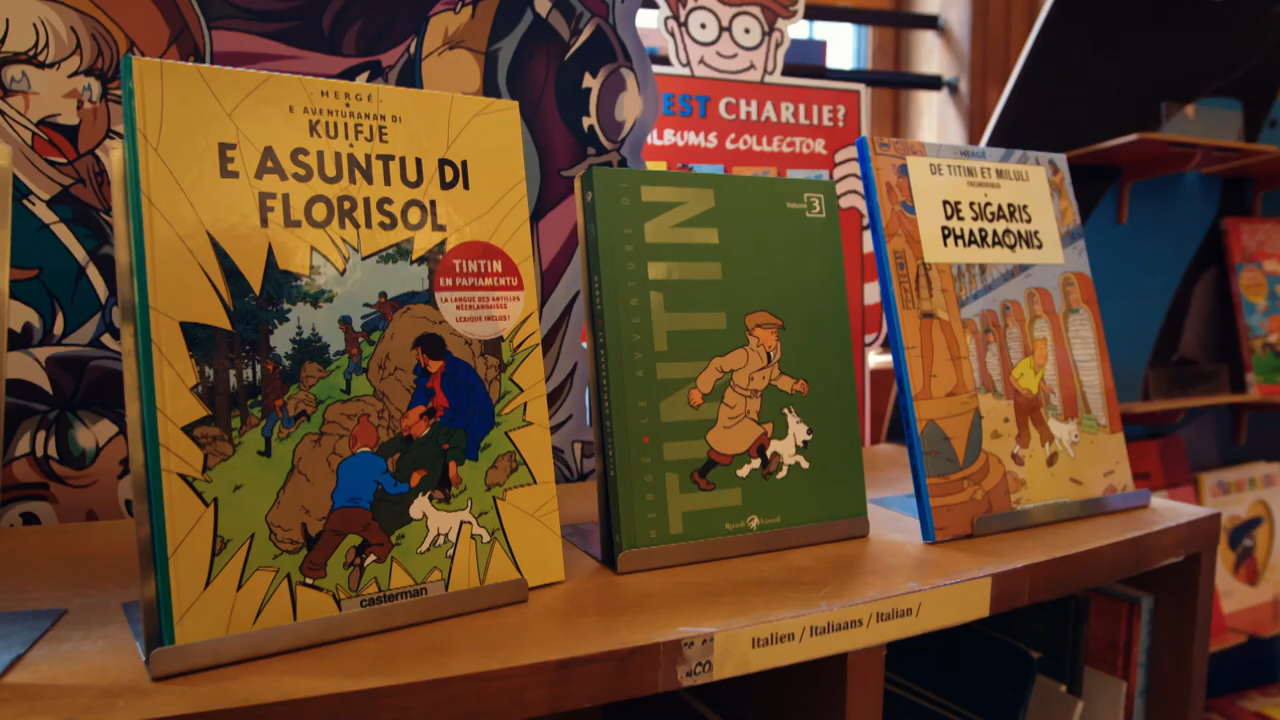 HERGÉ
E AVENTURANAN DI
KUIFJE
E ASUNTU DI
FLORISOL
TINTIN
EN PAPIAMENTU
LA LANGUE DES ANTILLES
NÉERLANDAISES
LEXIQUE INCLUS!
casterman
HERGÉ ★ LE AVVENTURE DI
TINTIN
Volume 3
Rizzoli Lizard
EST CHARLIE?
ALBUMS COLLECTOR
HERGÉ
DE TITINI ET MILULI
DE SIGARIS
PHARAONIS
Italien / Italiaans / Italian /